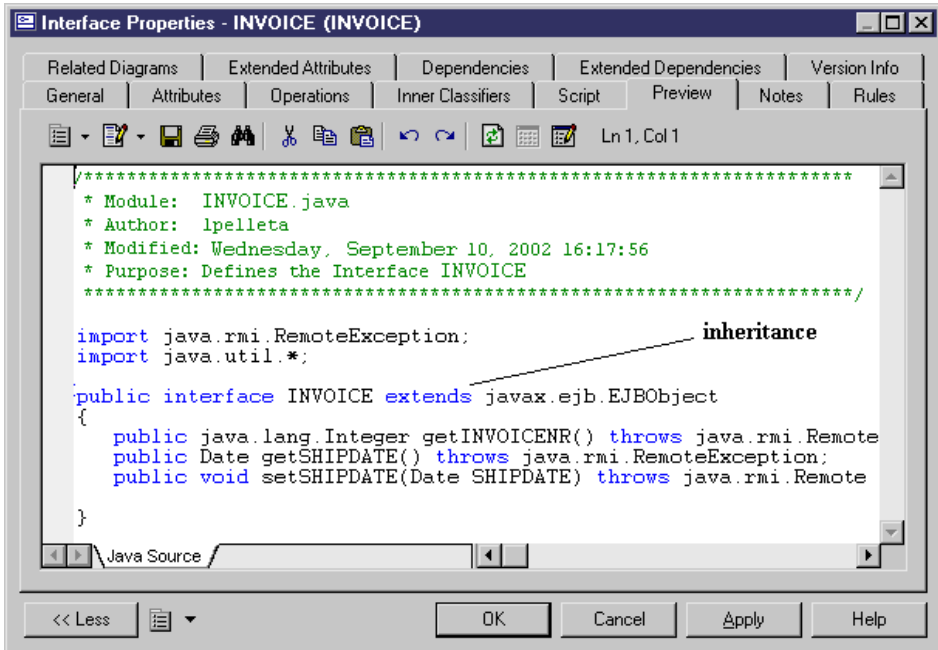 Interface Properties - INVOICE (INVOICE)
Related Diagrams Extended Attributes Dependencies Extended Dependencies Version Info
General Attributes Operations Inner Classifiers Script Preview Notes Rules
Ln 1, Col 1
/***********************************************************************
* Module:  INVOICE.java
* Author:  lpelleta
* Modified: Wednesday, September 10, 2002 16:17:56
* Purpose: Defines the Interface INVOICE
***********************************************************************/
import java.rmi.RemoteException;
inheritance
import java.util.*;
public interface INVOICE extends javax.ejb.EJBObject
{
public java.lang.Integer getINVOICENR() throws java.rmi.Remote
public Date getSHIPDATE() throws java.rmi.RemoteException;
public void setSHIPDATE(Date SHIPDATE) throws java.rmi.Remote
}
Java Source
<< Less OK Cancel Apply Help